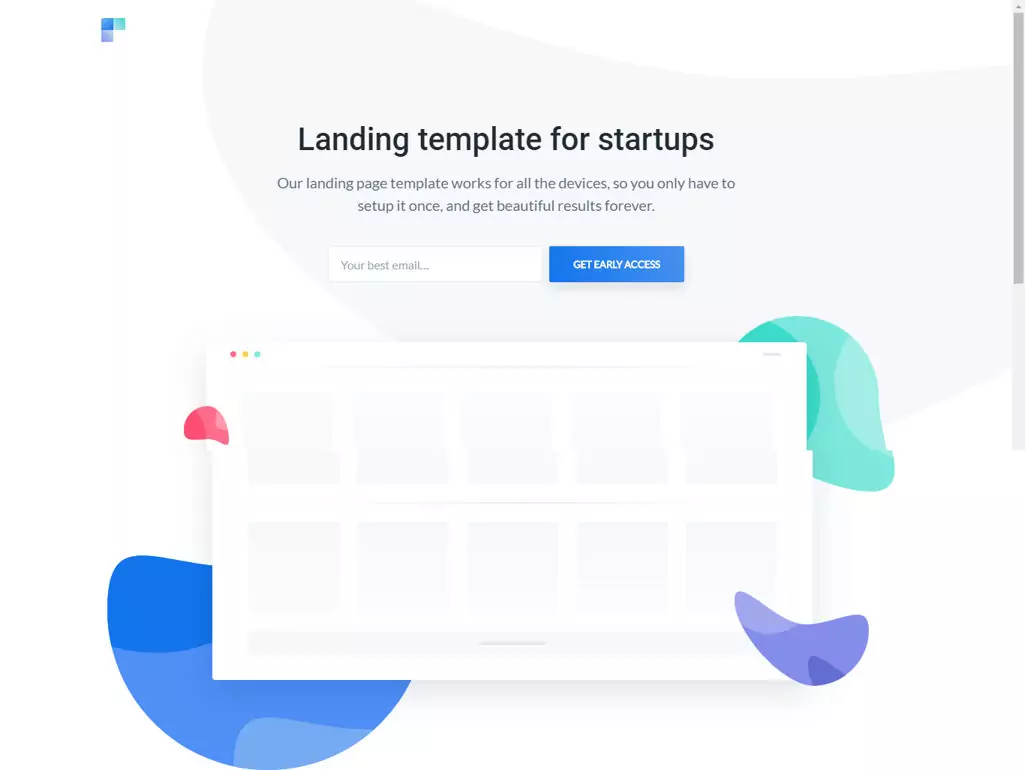 Landing template for startups
Our landing page template works for all the devices, so you only have to
setup it once, and get beautiful results forever.
Your best email...
GET EARLY ACCESS